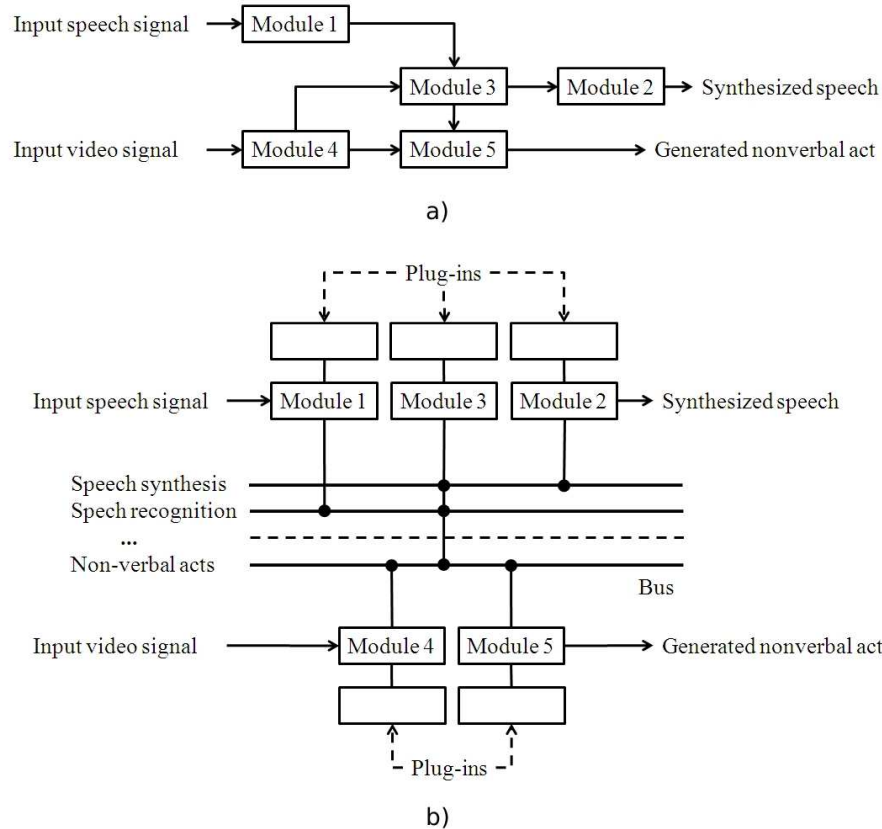 Input speech signal
Module 1
Module 3
Module 2
Synthesized speech
Input video signal
Module 4
Module 5
Generated nonverbal act
a)
Plug-ins
Input speech signal
Module 1
Module 3
Module 2
Synthesized speech
Speech synthesis
Spech recognition
...
Non-verbal acts
Bus
Input video signal
Module 4
Module 5
Generated nonverbal act
Plug-ins
b)